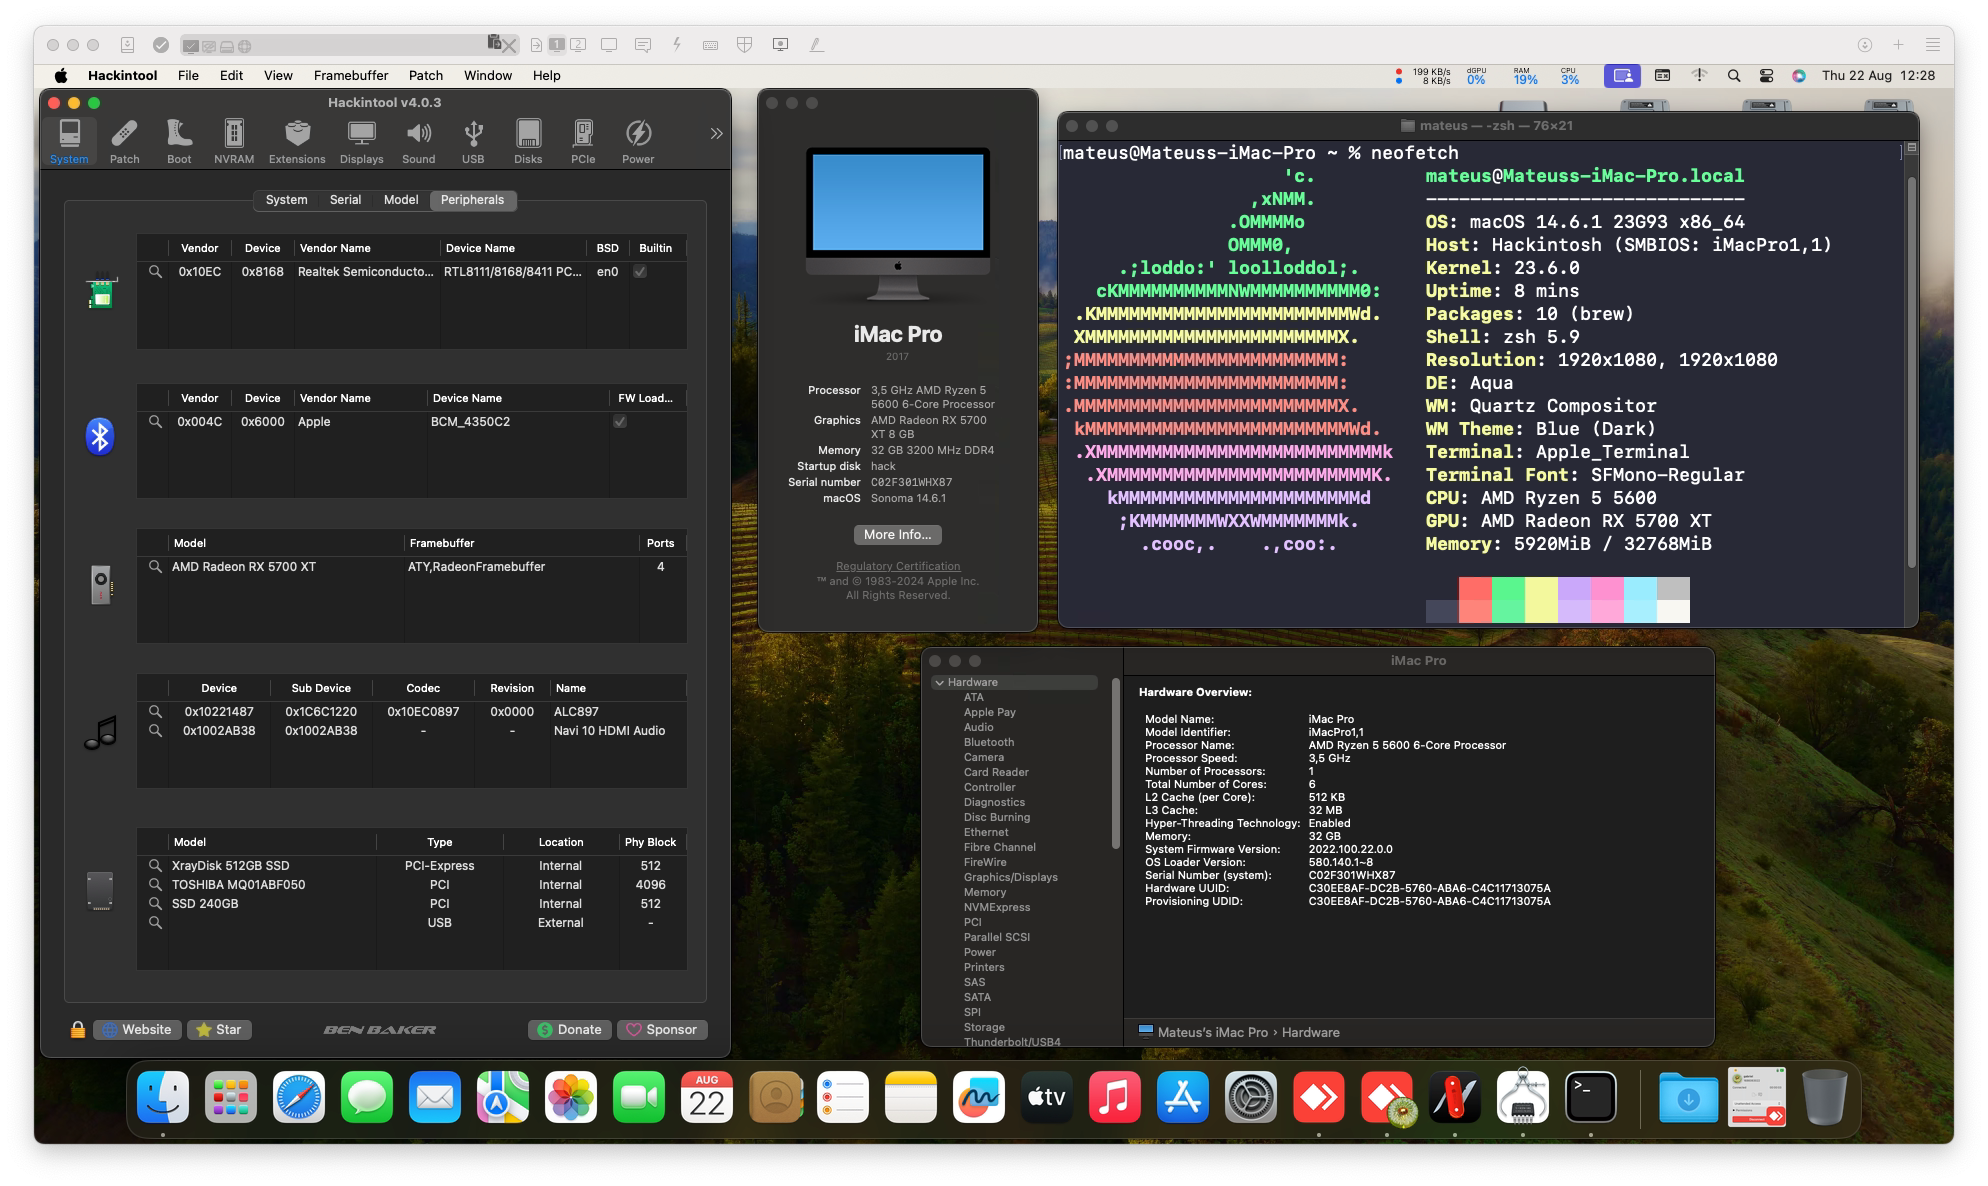 1
2
Hackintool File Edit View Framebuffer Patch Window Help
199 KB/s
8 KB/s
dGPU
0%
RAM
19%
CPU
3%
Thu 22 Aug 12:28
Hackintool v4.0.3
System Patch Boot NVRAM Extensions Displays Sound USB Disks PCIe Power
System Serial Model Peripherals
Vendor Device Vendor Name Device Name BSD Builtin
0x10EC 0x8168 Realtek Semiconducto... RTL8111/8168/8411 PC... en0
Vendor Device Vendor Name Device Name FW Load...
0x004C 0x6000 Apple BCM_4350C2
Model Framebuffer Ports
AMD Radeon RX 5700 XT ATY,RadeonFramebuffer 4
Device Sub Device Codec Revision Name
0x10221487 0x1C6C1220 0x10EC0897 0x0000 ALC897
0x1002AB38 0x1002AB38 - - Navi 10 HDMI Audio
Model Type Location Phy Block
XrayDisk 512GB SSD PCI-Express Internal 512
TOSHIBA MQ01ABF050 PCI Internal 4096
SSD 240GB PCI Internal 512
USB External -
Website Star BEN BAKER Donate Sponsor
iMac Pro
2017
Processor 3,5 GHz AMD Ryzen 5
5600 6-Core Processor
Graphics AMD Radeon RX 5700
XT 8 GB
Memory 32 GB 3200 MHz DDR4
Startup disk hack
Serial number C02F301WHX87
macOS Sonoma 14.6.1
More Info...
Regulatory Certification
™ and © 1983-2024 Apple Inc.
All Rights Reserved.
mateus — -zsh — 76×21
[mateus@Mateuss-iMac-Pro ~ % neofetch ]
'c. mateus@Mateuss-iMac-Pro.local
,xNMM. -----------------------------
.OMMMMo OS: macOS 14.6.1 23G93 x86_64
OMMM0, Host: Hackintosh (SMBIOS: iMacPro1,1)
.;loddo:' loolloddol;. Kernel: 23.6.0
cKMMMMMMMMMMNWMMMMMMMMMM0: Uptime: 8 mins
.KMMMMMMMMMMMMMMMMMMMMMMMWd. Packages: 10 (brew)
XMMMMMMMMMMMMMMMMMMMMMMMX. Shell: zsh 5.9
;MMMMMMMMMMMMMMMMMMMMMMMM: Resolution: 1920x1080, 1920x1080
:MMMMMMMMMMMMMMMMMMMMMMMM: DE: Aqua
.MMMMMMMMMMMMMMMMMMMMMMMMX. WM: Quartz Compositor
kMMMMMMMMMMMMMMMMMMMMMMMMWd. WM Theme: Blue (Dark)
.XMMMMMMMMMMMMMMMMMMMMMMMMMMk Terminal: Apple_Terminal
.XMMMMMMMMMMMMMMMMMMMMMMMMK. Terminal Font: SFMono-Regular
kMMMMMMMMMMMMMMMMMMMMMMd CPU: AMD Ryzen 5 5600
;KMMMMMMMWXXWMMMMMMMk. GPU: AMD Radeon RX 5700 XT
.cooc,. .,coo:. Memory: 5920MiB / 32768MiB
iMac Pro
Hardware
ATA
Apple Pay
Audio
Bluetooth
Camera
Card Reader
Controller
Diagnostics
Disc Burning
Ethernet
Fibre Channel
FireWire
Graphics/Displays
Memory
NVMExpress
PCI
Parallel SCSI
Power
Printers
SAS
SATA
SPI
Storage
Thunderbolt/USB4
Hardware Overview:
Model Name: iMac Pro
Model Identifier: iMacPro1,1
Processor Name: AMD Ryzen 5 5600 6-Core Processor
Processor Speed: 3,5 GHz
Number of Processors: 1
Total Number of Cores: 6
L2 Cache (per Core): 512 KB
L3 Cache: 32 MB
Hyper-Threading Technology: Enabled
Memory: 32 GB
System Firmware Version: 2022.100.22.0.0
OS Loader Version: 580.140.1~8
Serial Number (system): C02F301WHX87
Hardware UUID: C30EE8AF-DC2B-5760-ABA6-C4C11713075A
Provisioning UDID: C30EE8AF-DC2B-5760-ABA6-C4C11713075A
Mateus's iMac Pro › Hardware
AUG
22
tv
>_